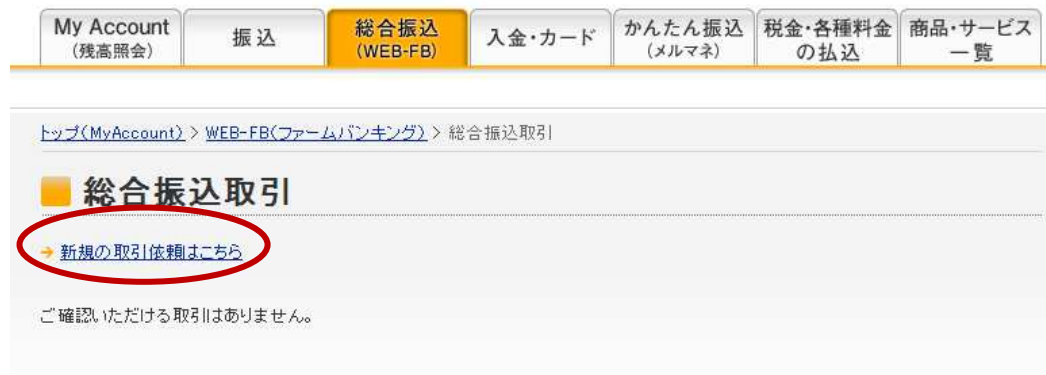 My Account
(残高照会)
振込
総合振込
(WEB-FB)
入金・カード
かんたん振込
(メルマネ)
税金・各種料金
の払込
商品・サービス
一覧
トップ(MyAccount) > WEB-FB(ファームバンキング) > 総合振込取引
総合振込取引
新規の取引依頼はこちら
ご確認いただける取引はありません。